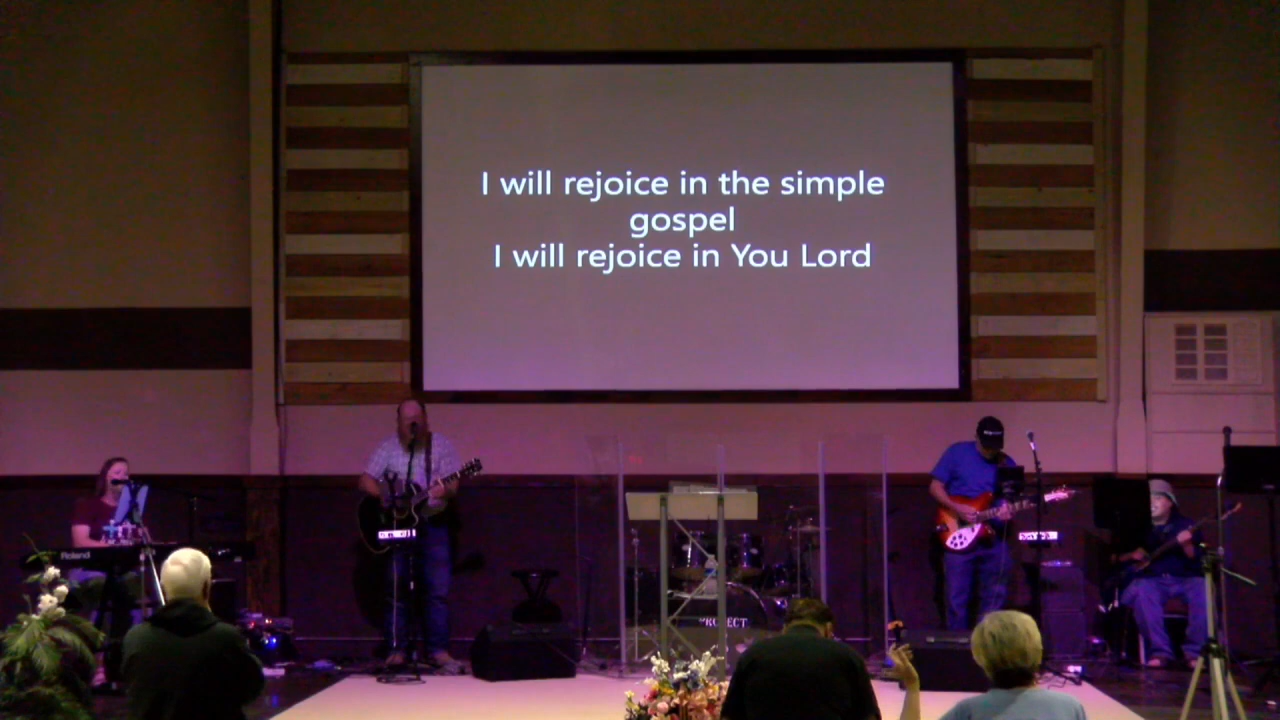 I will rejoice in the simple
gospel
I will rejoice in You Lord
Roland